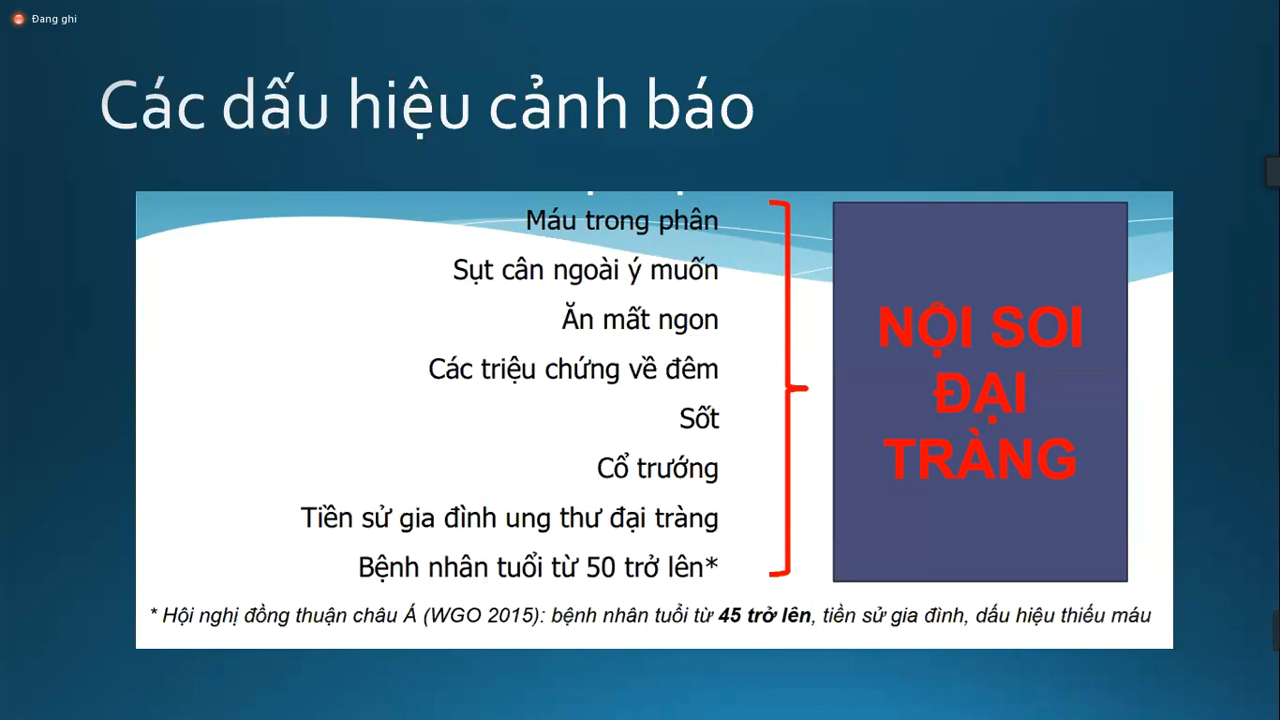 Đang ghi
Các dấu hiệu cảnh báo
Máu trong phân
Sụt cân ngoài ý muốn
Ăn mất ngon
Các triệu chứng về đêm
Sốt
Cổ trướng
Tiền sử gia đình ung thư đại tràng
Bệnh nhân tuổi từ 50 trở lên*
NỘI SOI
ĐẠI
TRÀNG
* Hội nghị đồng thuận châu Á (WGO 2015): bệnh nhân tuổi từ 45 trở lên, tiền sử gia đình, dấu hiệu thiếu máu